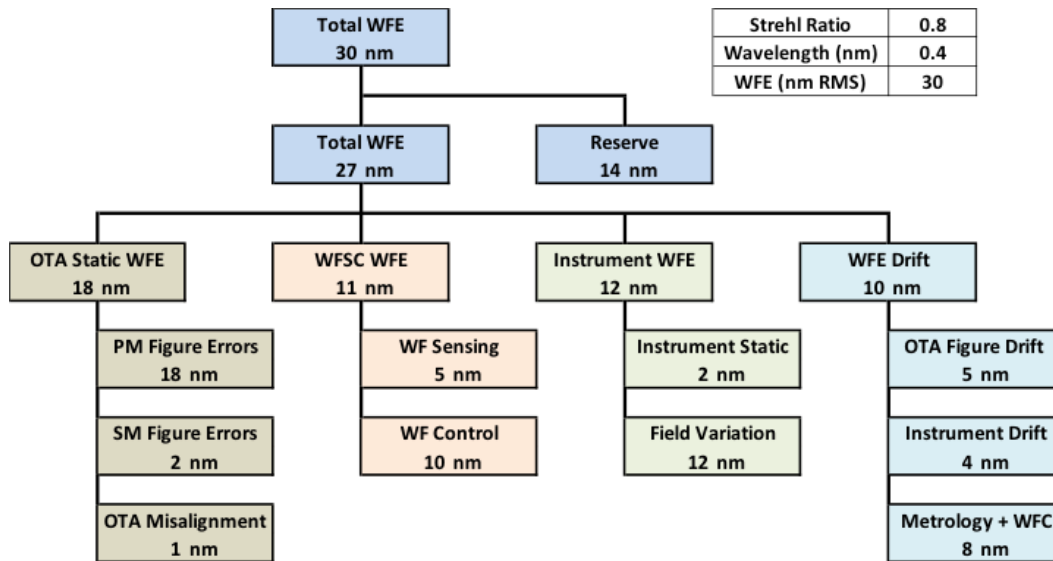 Total WFE
30 nm
Strehl Ratio 0.8
Wavelength (nm) 0.4
WFE (nm RMS) 30
Total WFE
27 nm
Reserve
14 nm
OTA Static WFE
18 nm
WFSC WFE
11 nm
Instrument WFE
12 nm
WFE Drift
10 nm
PM Figure Errors
18 nm
WF Sensing
5 nm
Instrument Static
2 nm
OTA Figure Drift
5 nm
SM Figure Errors
2 nm
WF Control
10 nm
Field Variation
12 nm
Instrument Drift
4 nm
OTA Misalignment
1 nm
Metrology + WFC
8 nm